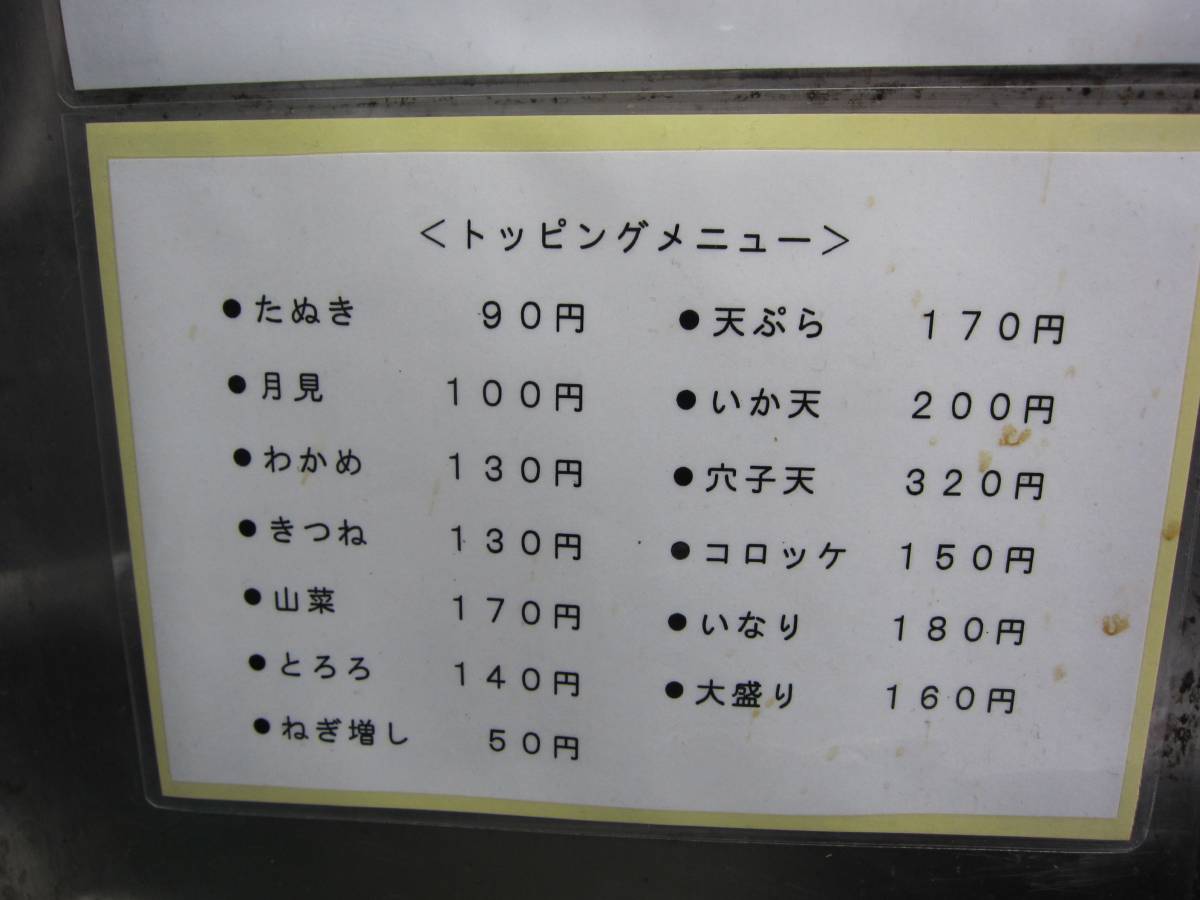 ＜トッピングメニュー＞
●たぬき　９０円
●月見　１００円
●わかめ　１３０円
●きつね　１３０円
●山菜　１７０円
●とろろ　１４０円
●ねぎ増し　５０円
●天ぷら　１７０円
●いか天　２００円
●穴子天　３２０円
●コロッケ　１５０円
●いなり　１８０円
●大盛り　１６０円